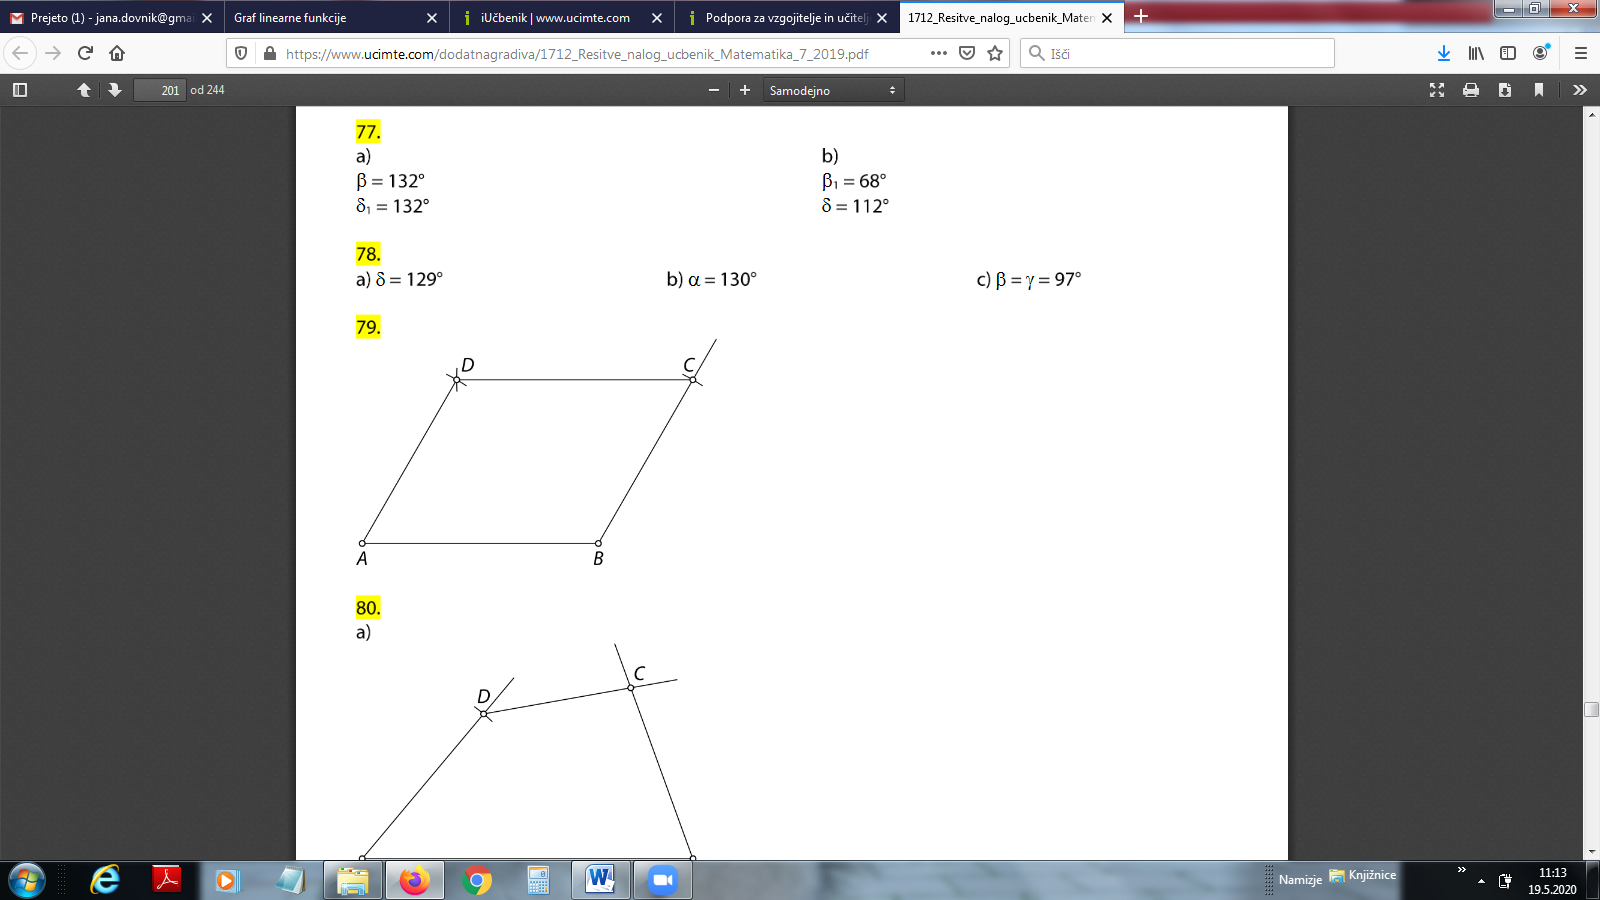 Prejeto (1) - jana.dovnik@gmai
Graf linearne funkcije
iUčbenik | www.ucimte.com
Podpora za vzgojitelje in učitelj
1712_Resitve_nalog_ucbenik_Matem
https://www.ucimte.com/dodatnagradiva/1712_Resitve_nalog_ucbenik_Matematika_7_2019.pdf
Išči
201 od 244
Samodejno
77.
a) b)
β = 132° β₁ = 68°
δ₁ = 132° δ = 112°
78.
a) δ = 129° b) α = 130° c) β = γ = 97°
79.
D C
A B
80.
a)
C
D
Namizje Knjižnice
11:13
19.5.2020